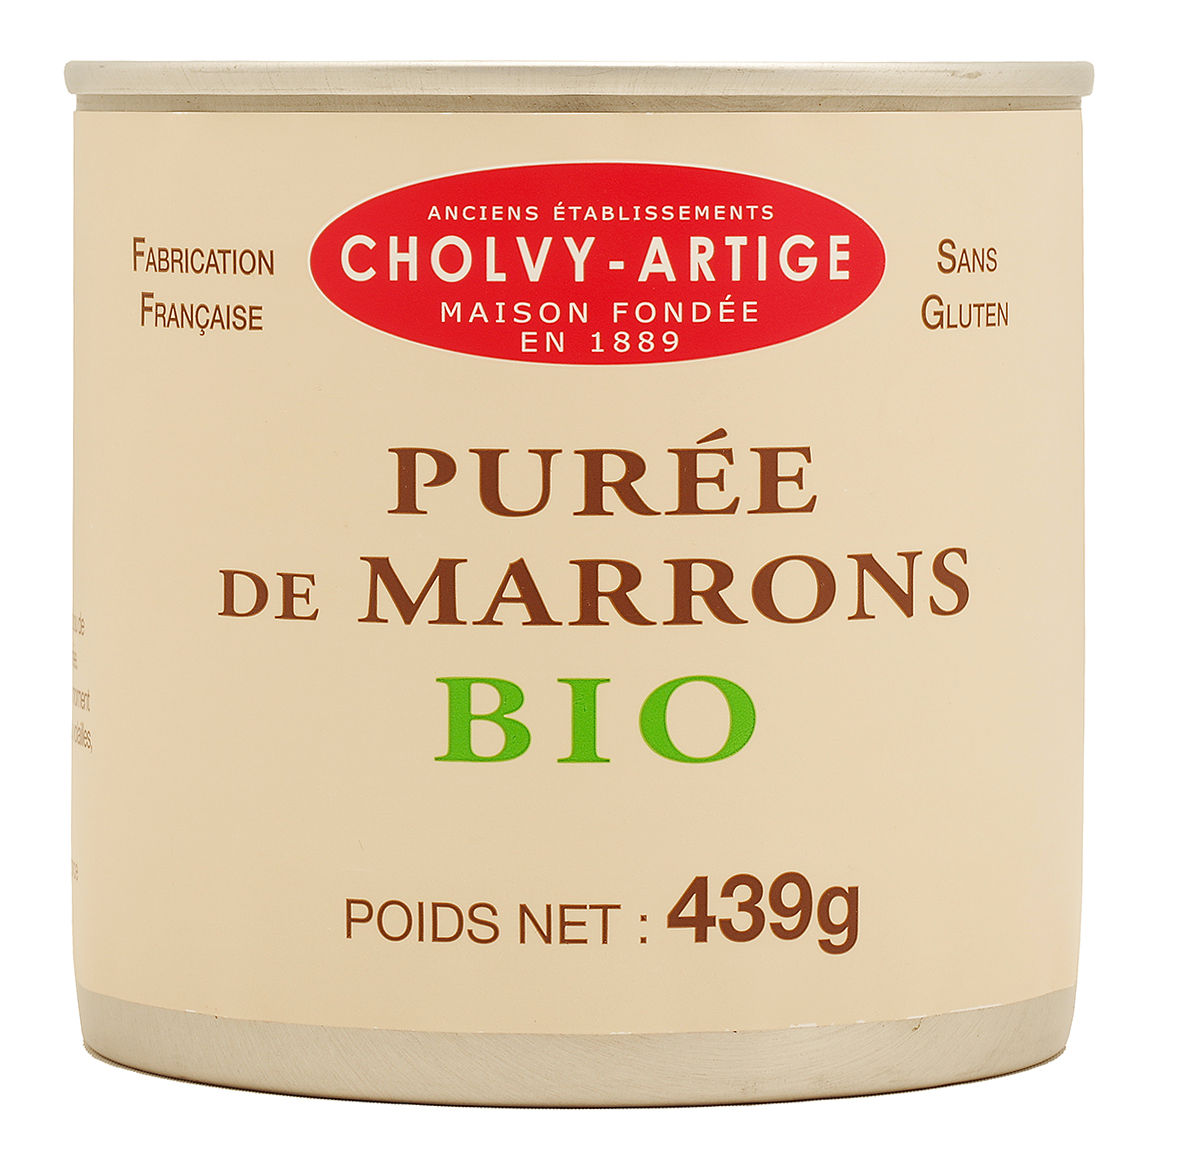 ANCIENS ÉTABLISSEMENTS
CHOLVY-ARTIGE
MAISON FONDÉE
EN 1889
FABRICATION
FRANÇAISE
SANS
GLUTEN
PURÉE
DE MARRONS
BIO
POIDS NET : 439g